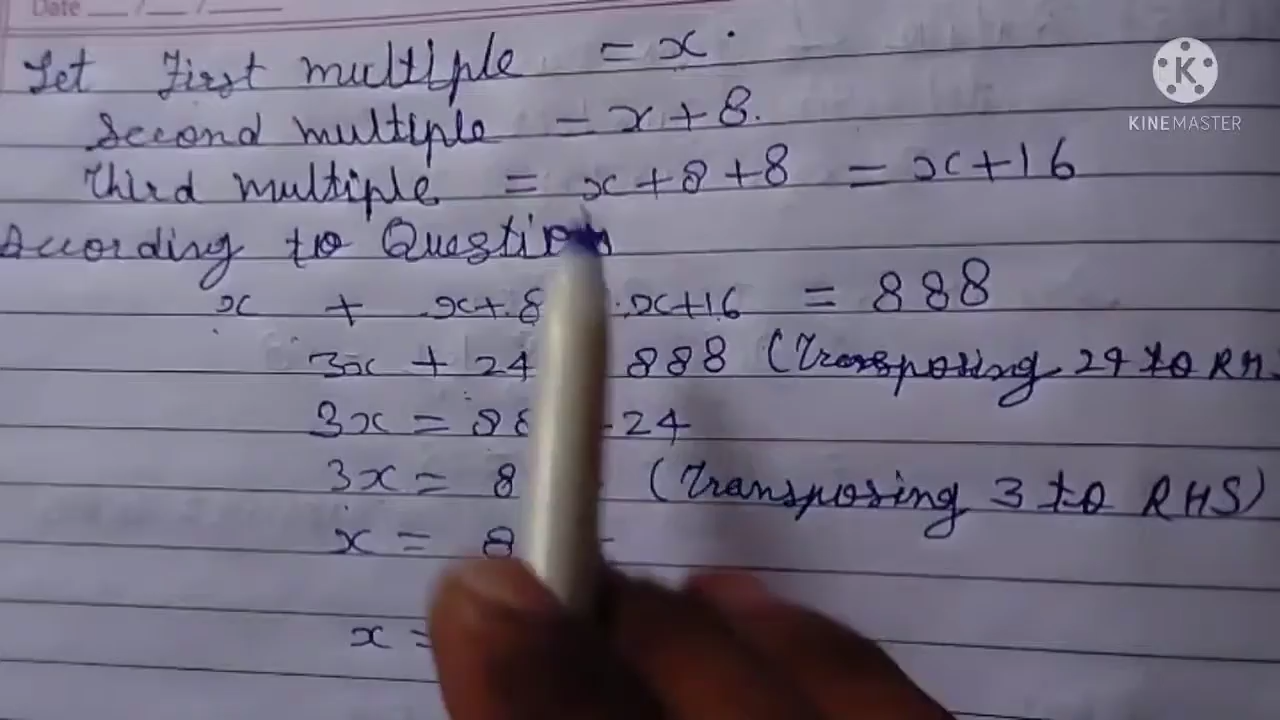 Date
KINEMASTER
Let First multiple = x.
Second multiple = x+8.
Third multiple = x+8+8 = x+16
According to Question
x + x+8 x+16 = 888
3x + 24 888 (Transposing 24 to RH
3x = 88 -24
3x = 8 (Transposing 3 to RHS)
x = 8
x =